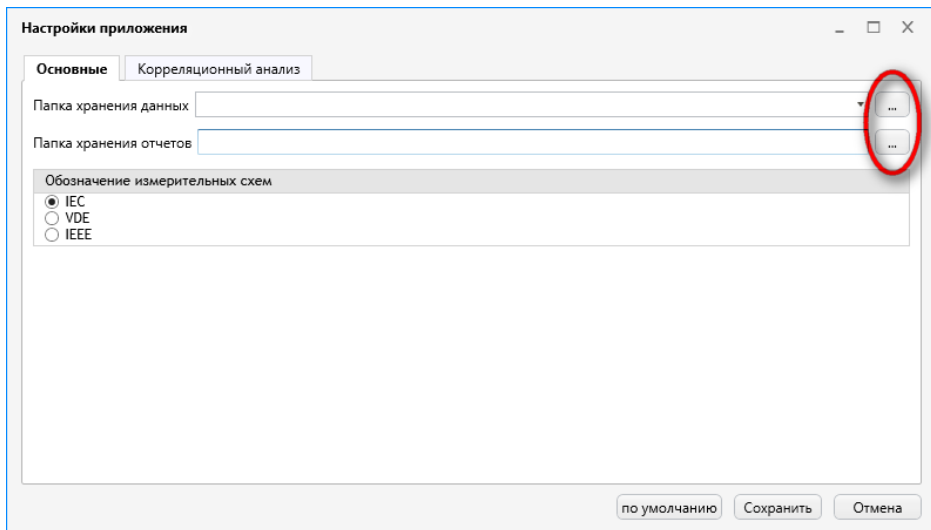 Настройки приложения
Основные Корреляционный анализ
Папка хранения данных ...
Папка хранения отчетов ...
Обозначение измерительных схем
IEC
VDE
IEEE
по умолчанию Сохранить Отмена